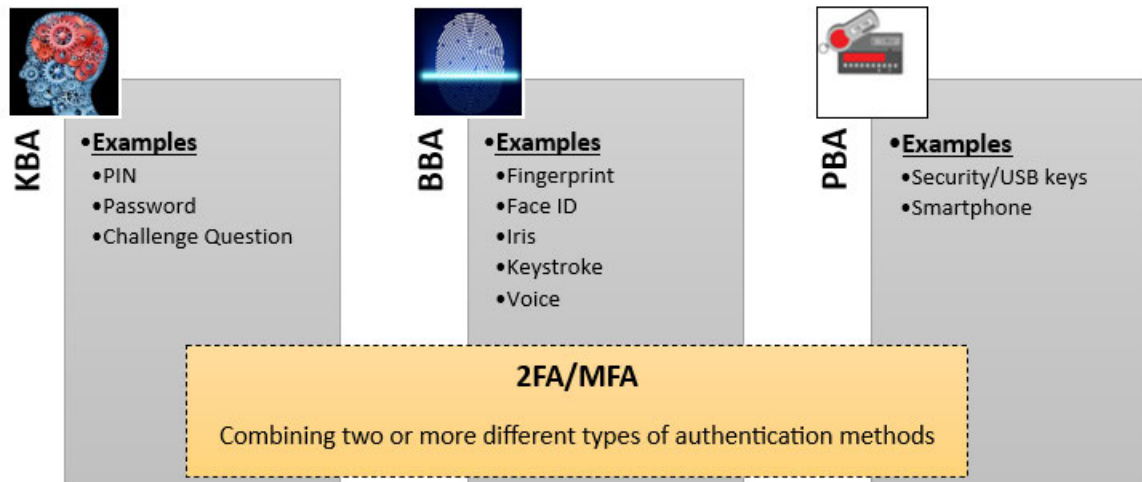 KBA
•Examples
•PIN
•Password
•Challenge Question
BBA
•Examples
•Fingerprint
•Face ID
•Iris
•Keystroke
•Voice
PBA
•Examples
•Security/USB keys
•Smartphone
2FA/MFA
Combining two or more different types of authentication methods